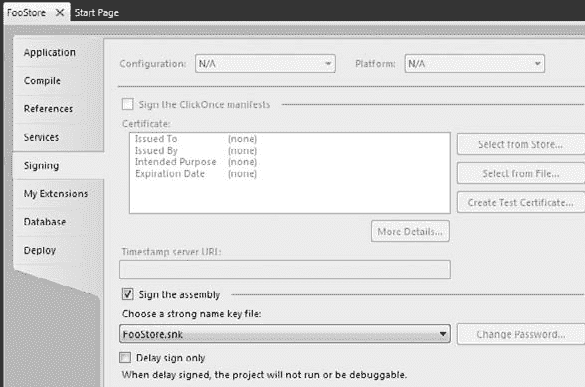 FooStore X Start Page
Application
Compile
References
Services
Signing
My Extensions
Database
Deploy
Configuration: N/A Platform: N/A
Sign the ClickOnce manifests
Certificate:
Issued To (none)
Issued By (none)
Intended Purpose (none)
Expiration Date (none)
Select from Store...
Select from File...
Create Test Certificate...
More Details...
Timestamp server URL:
Sign the assembly
Choose a strong name key file:
FooStore.snk
Change Password...
Delay sign only
When delay signed, the project will not run or be debuggable.